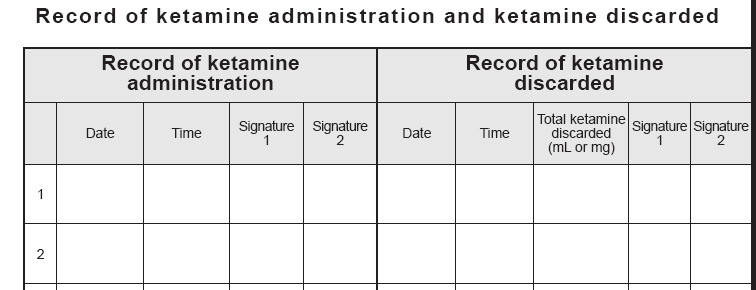 Record of ketamine administration and ketamine discarded
Record of ketamine
administration
Record of ketamine
discarded
Date
Time
Signature
1
Signature
2
Date
Time
Total ketamine
discarded
(mL or mg)
Signature
1
Signature
2
1
2